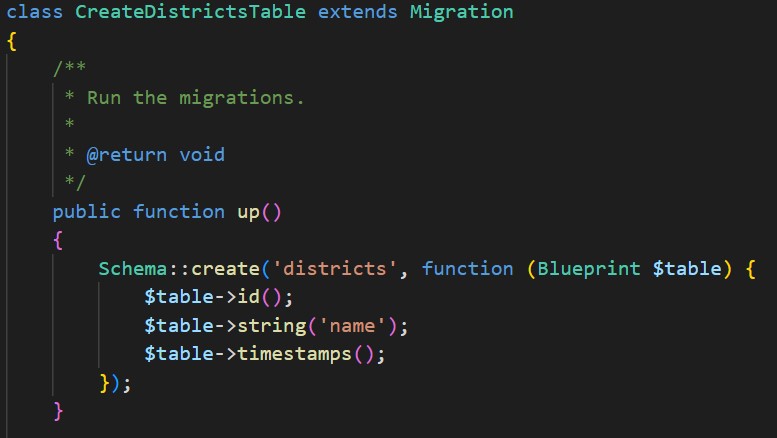 class CreateDistrictsTable extends Migration
{
    /**
     * Run the migrations.
     *
     * @return void
     */
    public function up()
    {
        Schema::create('districts', function (Blueprint $table) {
            $table->id();
            $table->string('name');
            $table->timestamps();
        });
    }